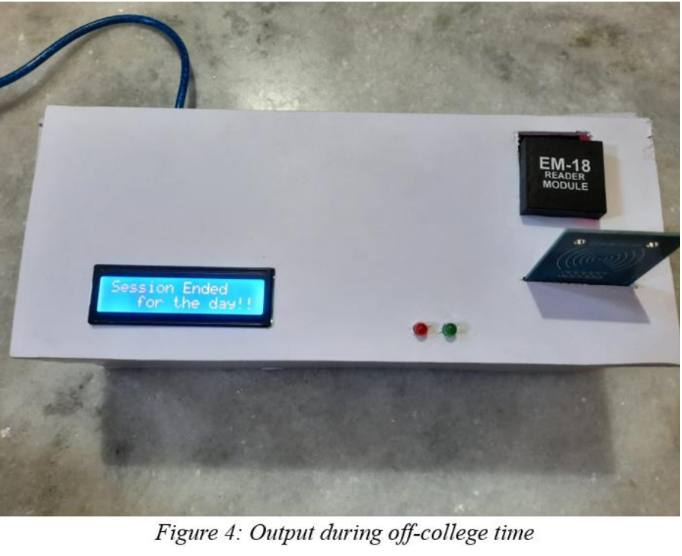 EM-18
READER
MODULE
Session Ended
for the day!!
Figure 4: Output during off-college time